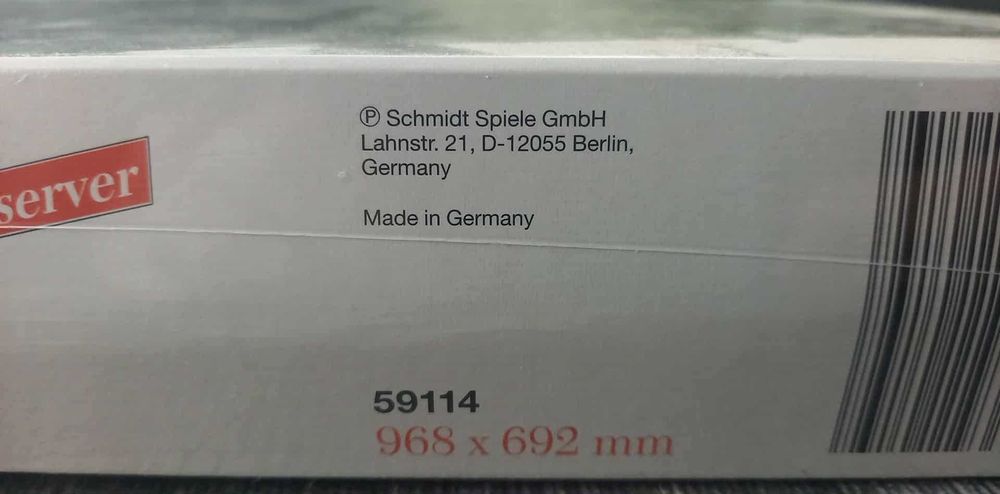 server
℗ Schmidt Spiele GmbH
Lahnstr. 21, D-12055 Berlin,
Germany
Made in Germany
59114
968 x 692 mm